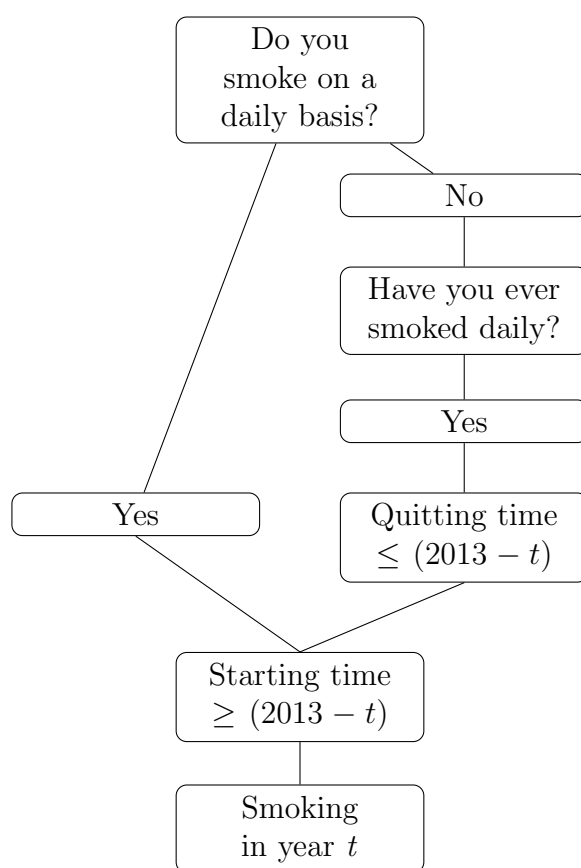 Do you
smoke on a
daily basis?
No
Have you ever
smoked daily?
Yes
Yes
Quitting time
≤ (2013 − t)
Starting time
≥ (2013 − t)
Smoking
in year t